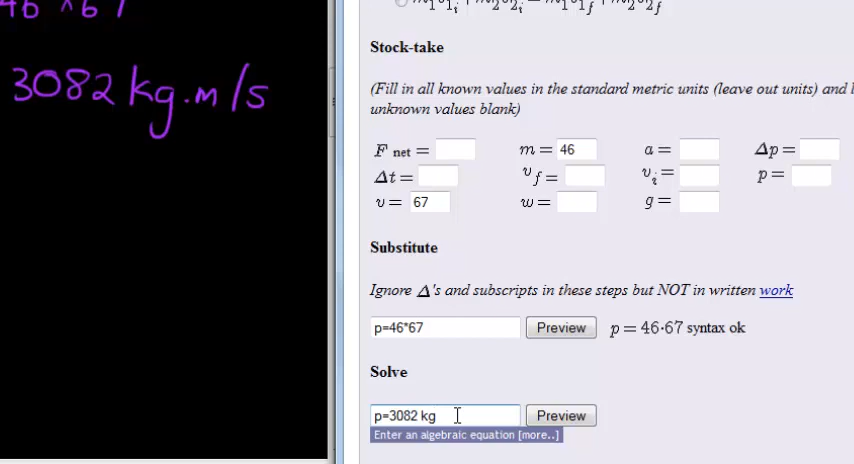 3082 kg.m/s
Stock-take
(Fill in all known values in the standard metric units (leave out units) and l
unknown values blank)
F net = m = 46 a = Δp =
Δt = v f = v i = p =
v = 67 w = g =
Substitute
Ignore Δ's and subscripts in these steps but NOT in written work
p=46*67 Preview p = 46·67 syntax ok
Solve
p=3082 kg Preview
Enter an algebraic equation [more..]